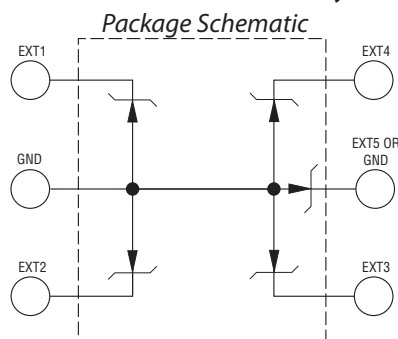 Package Schematic
EXT1
EXT4
GND
EXT5 OR
GND
EXT2
EXT3